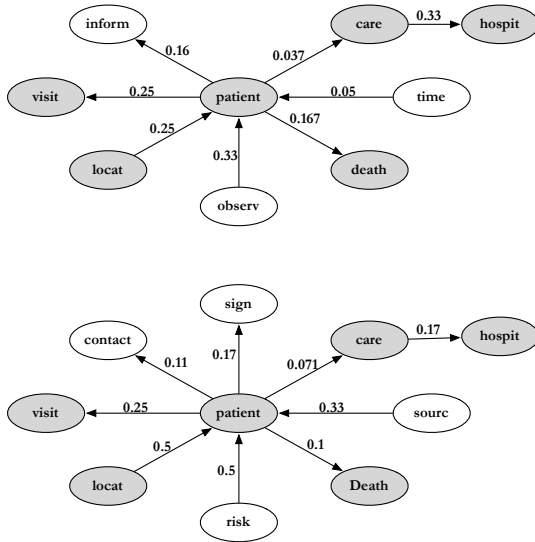 inform
care
0.33
hospit
0.16
0.037
visit
0.25
patient
0.05
time
0.25
0.167
locat
0.33
death
observ
sign
contact
care
0.17
hospit
0.11
0.17
0.071
visit
0.25
patient
0.33
sourc
0.5
0.1
locat
0.5
Death
risk